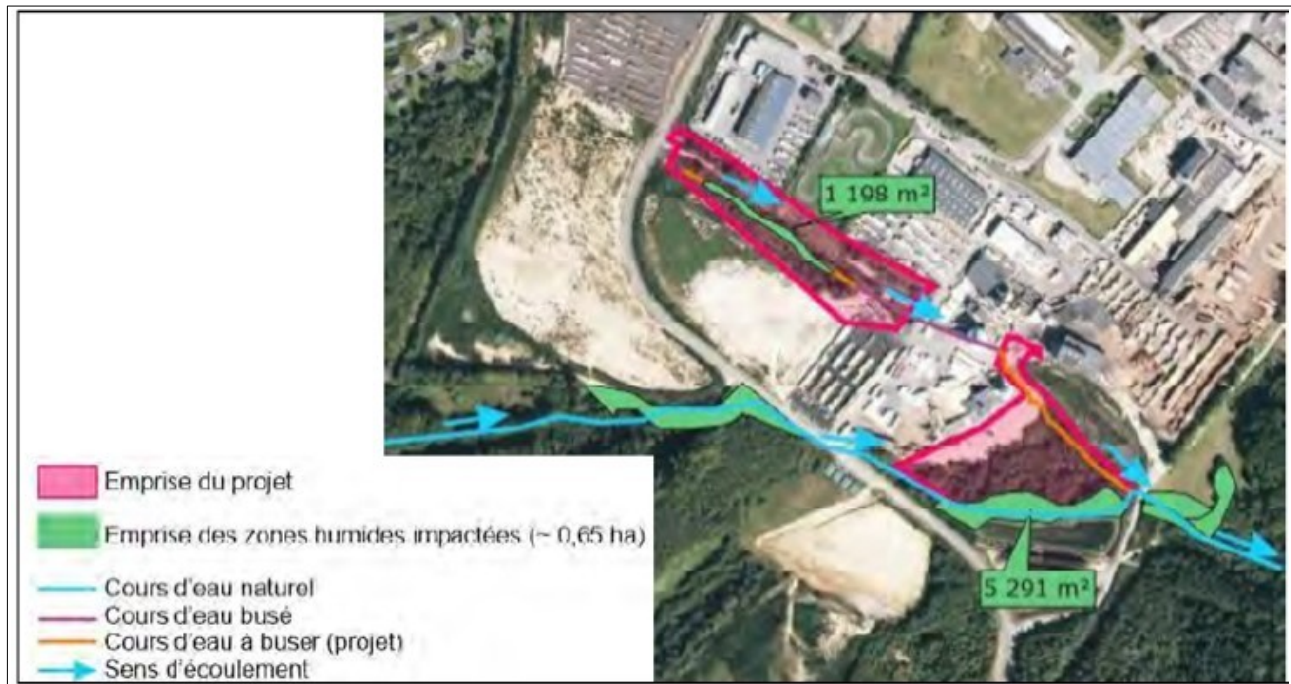 1 198 m²
5 291 m²
Emprise du projet
Emprise des zones humides impactées (~ 0,65 ha)
Cours d'eau naturel
Cours d'eau busé
Cours d'eau à buser (projet)
Sens d'écoulement